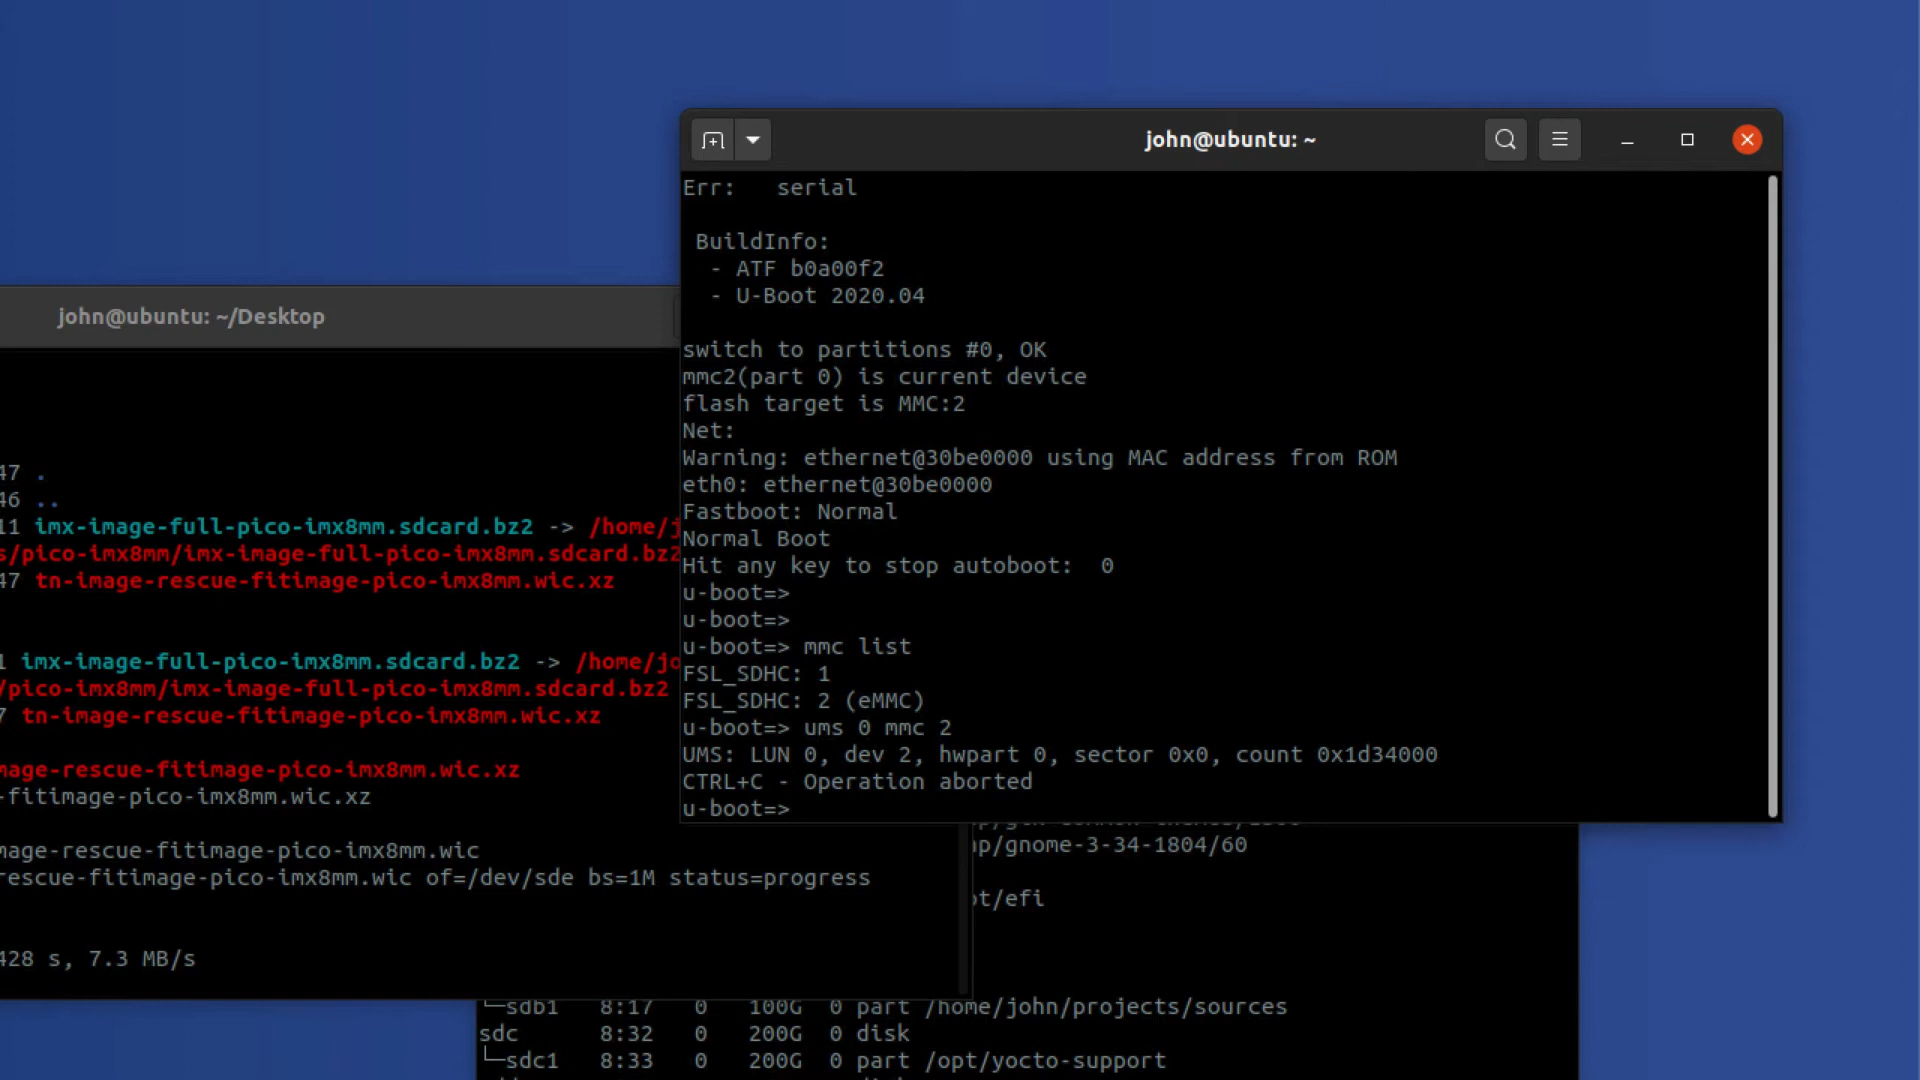 john@ubuntu: ~
Err:   serial
BuildInfo:
- ATF b0a00f2
- U-Boot 2020.04
switch to partitions #0, OK
mmc2(part 0) is current device
flash target is MMC:2
Net:
Warning: ethernet@30be0000 using MAC address from ROM
eth0: ethernet@30be0000
Fastboot: Normal
Normal Boot
Hit any key to stop autoboot:  0
u-boot=>
u-boot=>
u-boot=> mmc list
FSL_SDHC: 1
FSL_SDHC: 2 (eMMC)
u-boot=> ums 0 mmc 2
UMS: LUN 0, dev 2, hwpart 0, sector 0x0, count 0x1d34000
CTRL+C - Operation aborted
u-boot=>
john@ubuntu: ~/Desktop
47 .
46 ..
11 imx-image-full-pico-imx8mm.sdcard.bz2 -> /home/j
s/pico-imx8mm/imx-image-full-pico-imx8mm.sdcard.bz2
47 tn-image-rescue-fitimage-pico-imx8mm.wic.xz
1 imx-image-full-pico-imx8mm.sdcard.bz2 -> /home/jo
/pico-imx8mm/imx-image-full-pico-imx8mm.sdcard.bz2
7 tn-image-rescue-fitimage-pico-imx8mm.wic.xz
mage-rescue-fitimage-pico-imx8mm.wic.xz
-fitimage-pico-imx8mm.wic.xz
mage-rescue-fitimage-pico-imx8mm.wic
rescue-fitimage-pico-imx8mm.wic of=/dev/sde bs=1M status=progress
428 s, 7.3 MB/s
ap/gnome-3-34-1804/60
ot/efi
└─sdb1   8:17   0   100G  0 part /home/john/projects/sources
sdc      8:32   0   200G  0 disk
└─sdc1   8:33   0   200G  0 part /opt/yocto-support